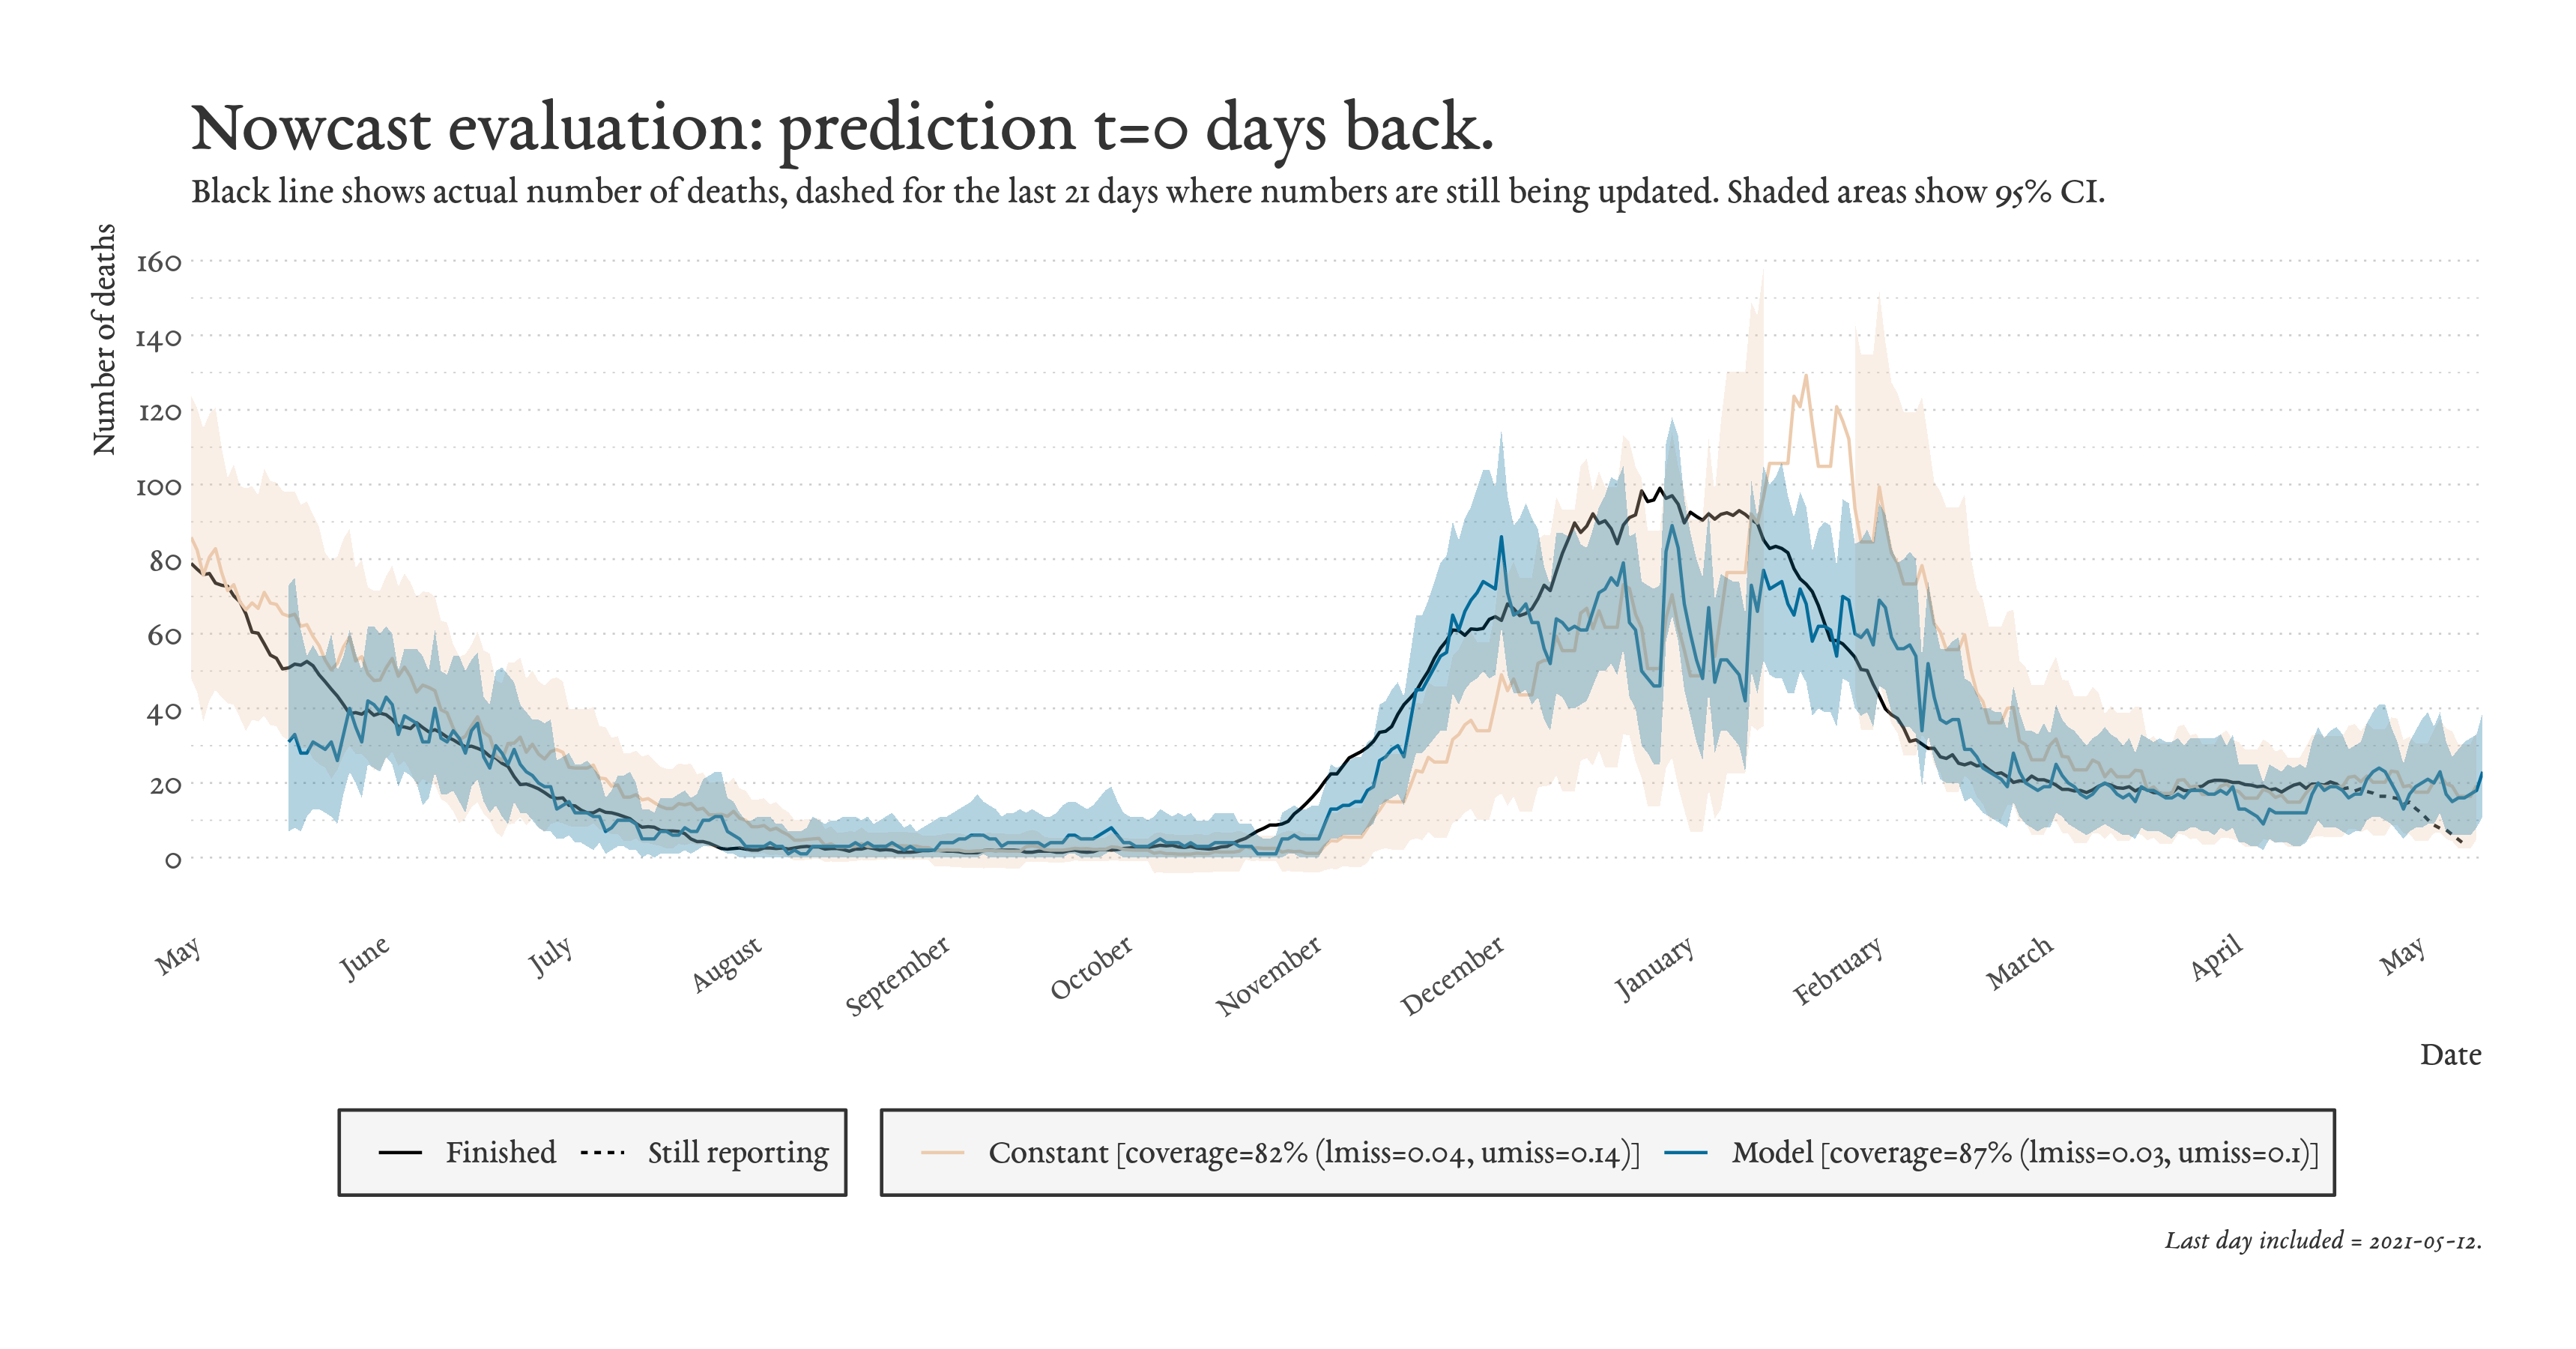 Nowcast evaluation: prediction t=0 days back.
Black line shows actual number of deaths, dashed for the last 21 days where numbers are still being updated. Shaded areas show 95% CI.
Number of deaths
160
140
120
100
80
60
40
20
0
May
June
July
August
September
October
November
December
January
February
March
April
May
Date
Finished
Still reporting
Constant [coverage=82% (lmiss=0.04, umiss=0.14)]
Model [coverage=87% (lmiss=0.03, umiss=0.1)]
Last day included = 2021-05-12.